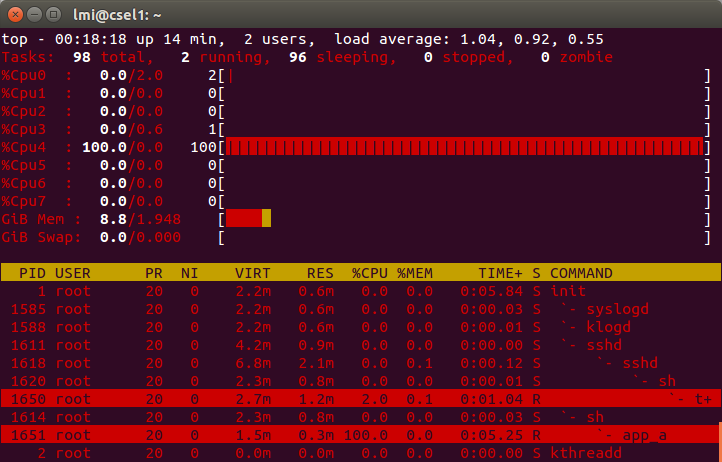 lmi@csel1: ~
top - 00:18:18 up 14 min,  2 users,  load average: 1.04, 0.92, 0.55
Tasks:  98 total,   2 running,  96 sleeping,   0 stopped,   0 zombie
%Cpu0  :   0.0/2.0     2[|                                                     ]
%Cpu1  :   0.0/0.0     0[                                                      ]
%Cpu2  :   0.0/0.0     0[                                                      ]
%Cpu3  :   0.0/0.6     1[                                                      ]
%Cpu4  : 100.0/0.0   100[||||||||||||||||||||||||||||||||||||||||||||||||||||||]
%Cpu5  :   0.0/0.0     0[                                                      ]
%Cpu6  :   0.0/0.0     0[                                                      ]
%Cpu7  :   0.0/0.0     0[                                                      ]
GiB Mem :  8.8/1.948    [                                                      ]
GiB Swap:  0.0/0.000    [                                                      ]
  PID USER      PR  NI    VIRT    RES  %CPU %MEM     TIME+ S COMMAND
    1 root      20   0    2.2m   0.6m   0.0  0.0   0:05.84 S init
 1585 root      20   0    2.2m   0.6m   0.0  0.0   0:00.03 S  `- syslogd
 1588 root      20   0    2.2m   0.6m   0.0  0.0   0:00.01 S  `- klogd
 1611 root      20   0    4.2m   0.9m   0.0  0.0   0:00.00 S  `- sshd
 1618 root      20   0    6.8m   2.1m   0.0  0.1   0:00.12 S      `- sshd
 1620 root      20   0    2.3m   0.8m   0.0  0.0   0:00.01 S          `- sh
 1650 root      20   0    2.7m   1.2m   2.0  0.1   0:01.04 R              `- t+
 1614 root      20   0    2.3m   0.8m   0.0  0.0   0:00.03 S  `- sh
 1651 root      20   0    1.5m   0.3m 100.0  0.0   0:05.25 R      `- app_a
    2 root      20   0    0.0m   0.0m   0.0  0.0   0:00.00 S kthreadd